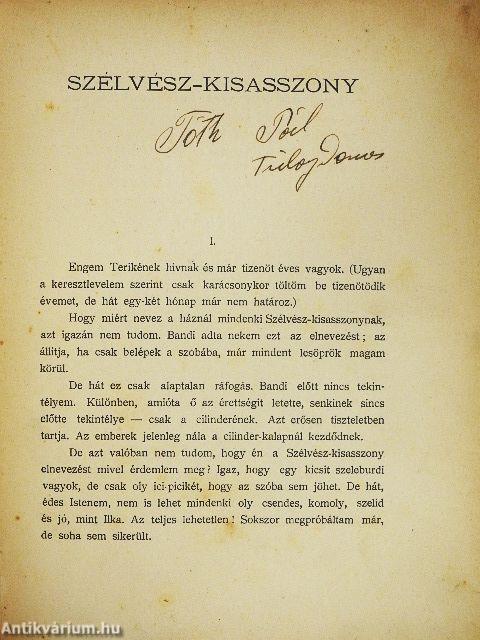 SZÉLVÉSZ-KISASSZONY
Tóth Pál
I.
Engem Terikének hivnak és már tizenöt éves vagyok. (Ugyan
a keresztlevelem szerint csak karácsonykor töltöm be tizenötödik
évemet, de hát egy-két hónap már nem határoz.)
Hogy miért nevez a háznál mindenki Szélvész-kisasszonynak,
azt igazán nem tudom. Bandi adta nekem ezt az elnevezést; az
állitja, ha csak belépek a szobába, már mindent lesöprök magam
körül.
De hát ez csak alaptalan ráfogás. Bandi előtt nincs tekin-
télyem. Különben, amióta ő az érettségit letette, senkinek sincs
előtte tekintélye — csak a cilinderének. Azt erősen tiszteletben
tartja. Az emberek jelenleg nála a cilinder-kalapnál kezdődnek.
De azt valóban nem tudom, hogy én a Szélvész-kisasszony
elnevezést mivel érdemlem meg? Igaz, hogy egy kicsit szeleburdi
vagyok, de csak oly ici-picikét, hogy az szóba sem jöhet. De hát,
édes Istenem, nem is lehet mindenki oly csendes, komoly, szelid
és jó, mint Ilka. Az teljes lehetetlen! Sokszor megpróbáltam már,
de soha sem sikerült.
Antikvárium.hu